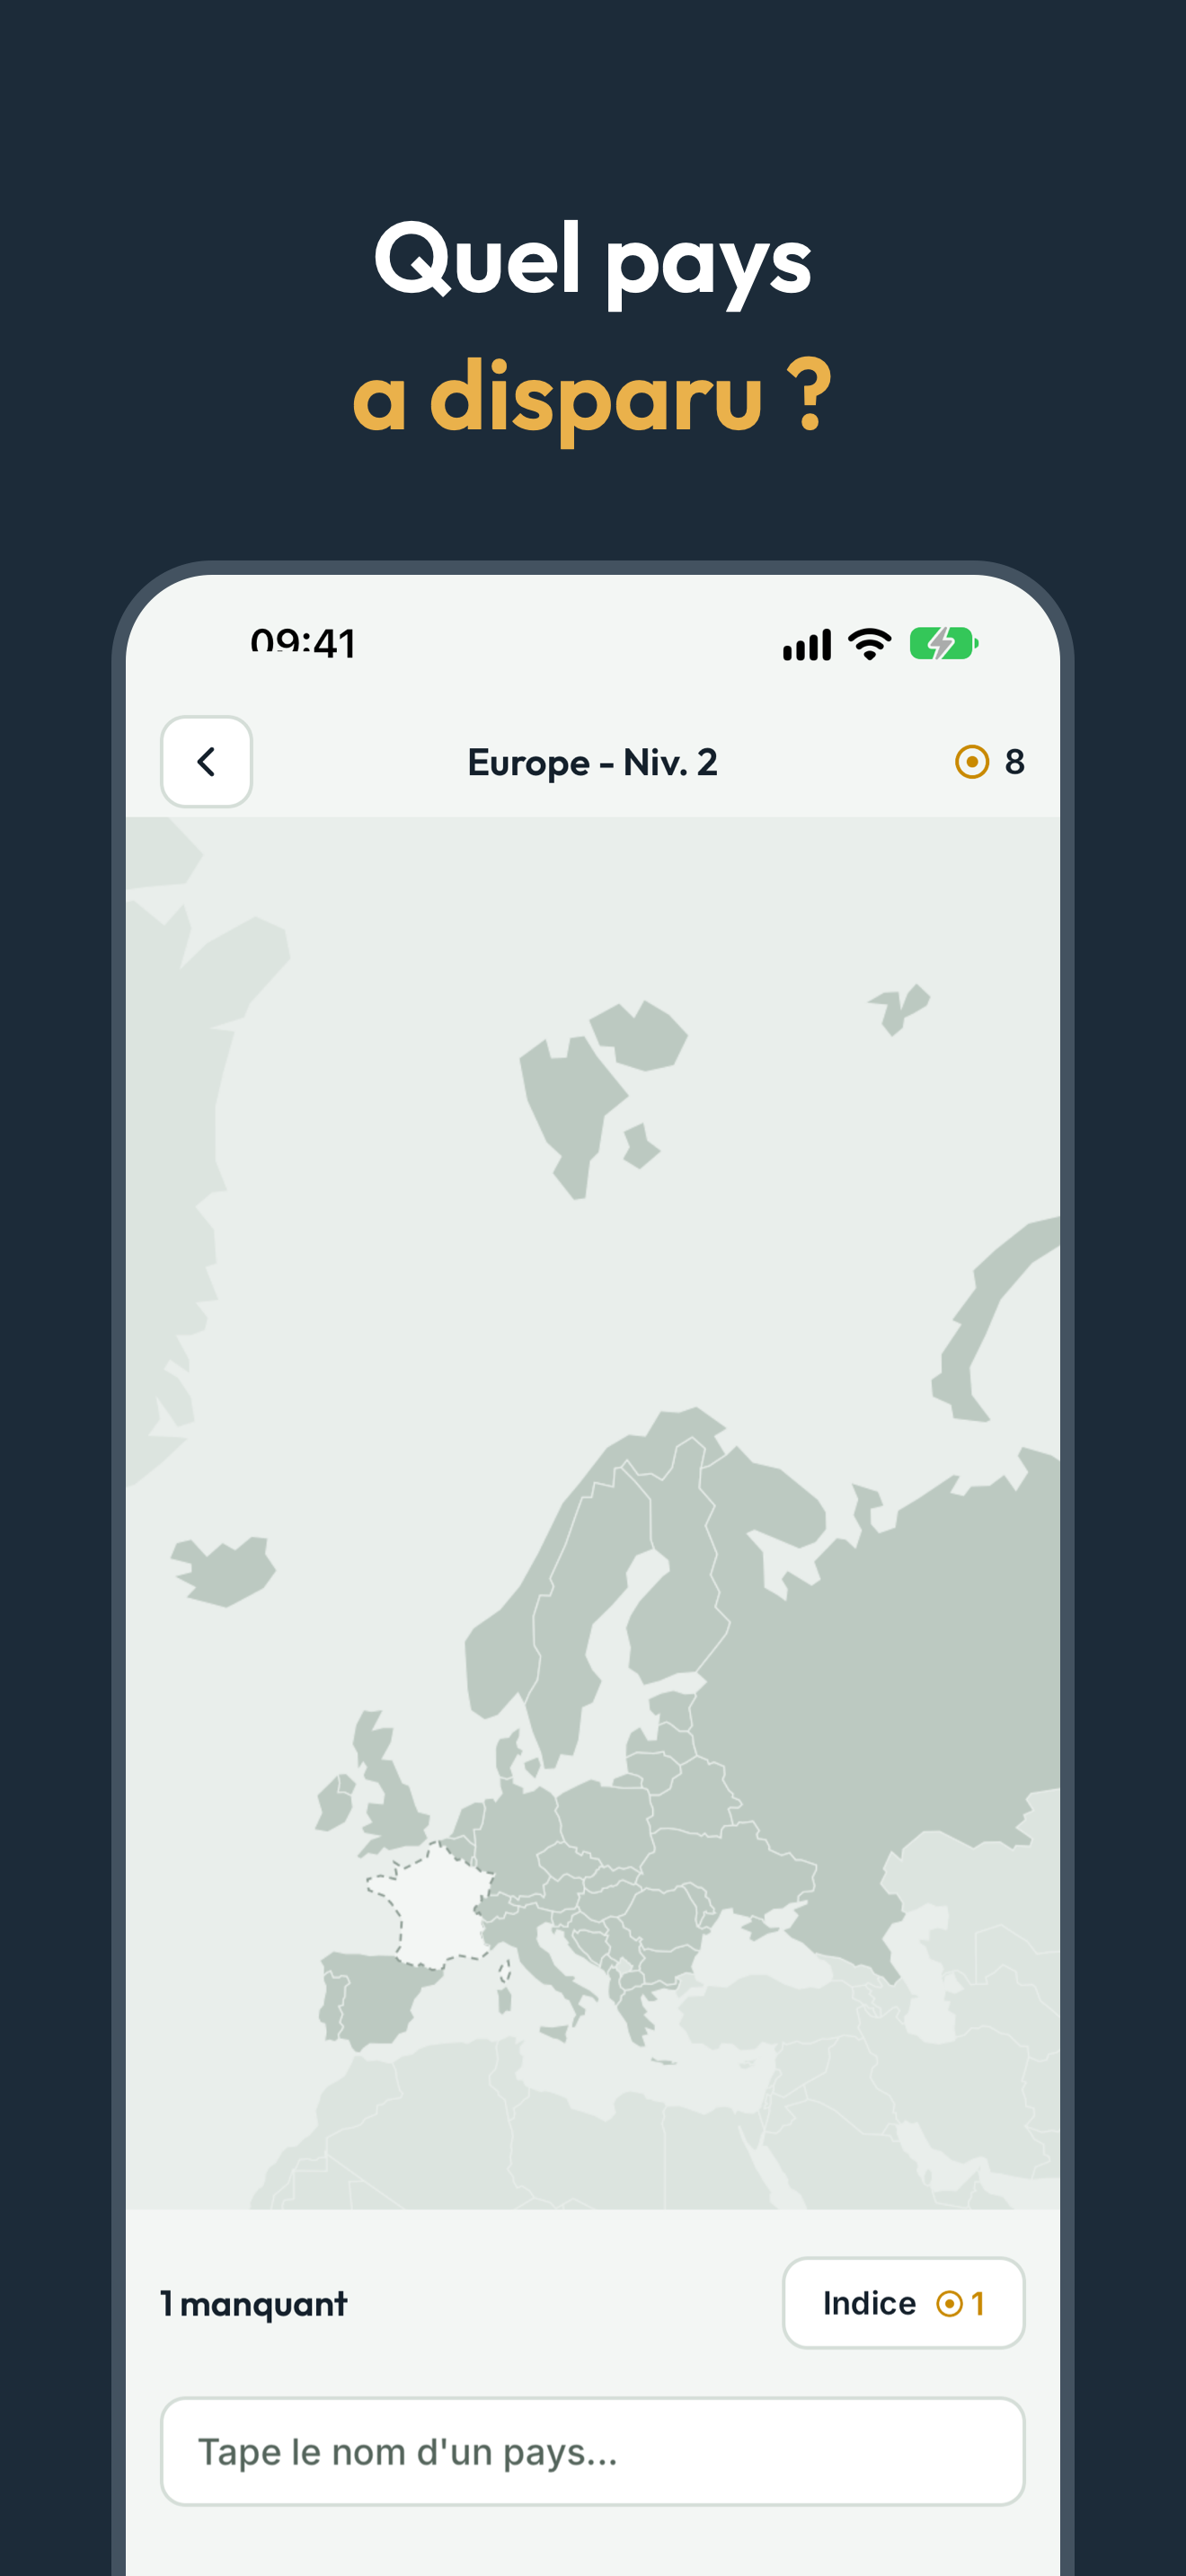 Quel pays
a disparu ?
09:41
Europe - Niv. 2
8
1 manquant
Indice 1
Tape le nom d'un pays...